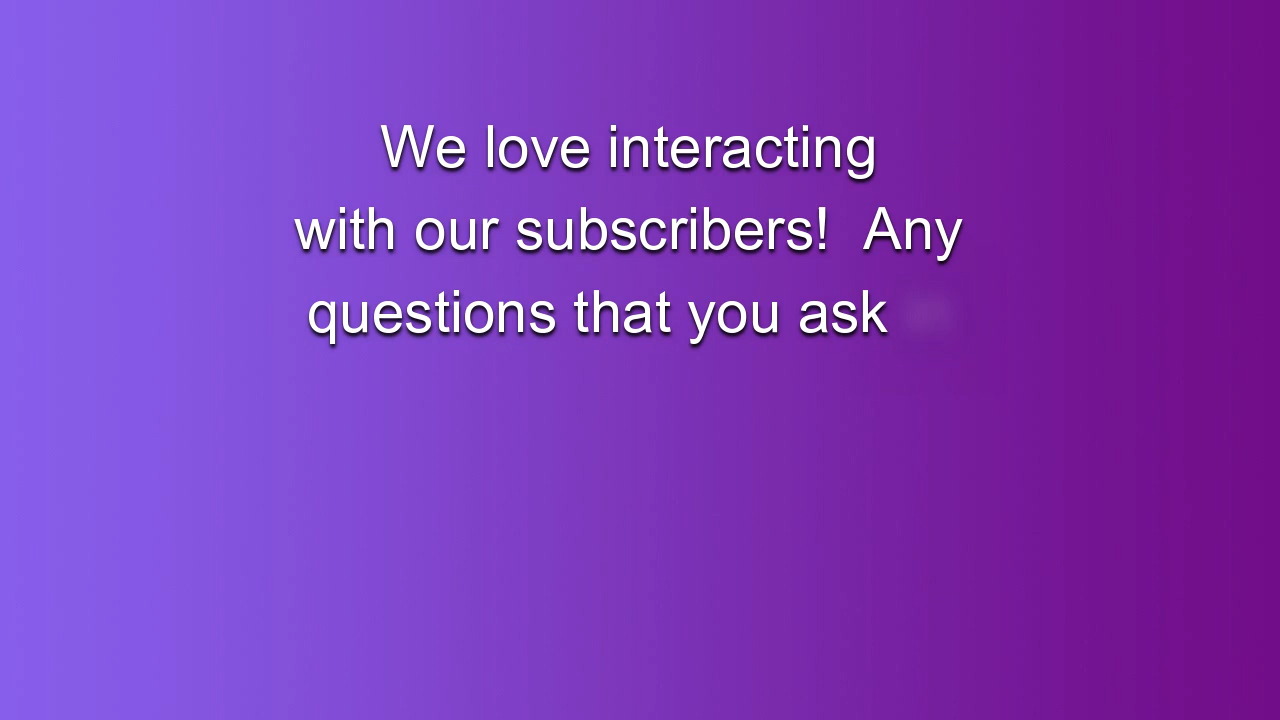 We love interacting
with our subscribers!  Any
questions that you ask